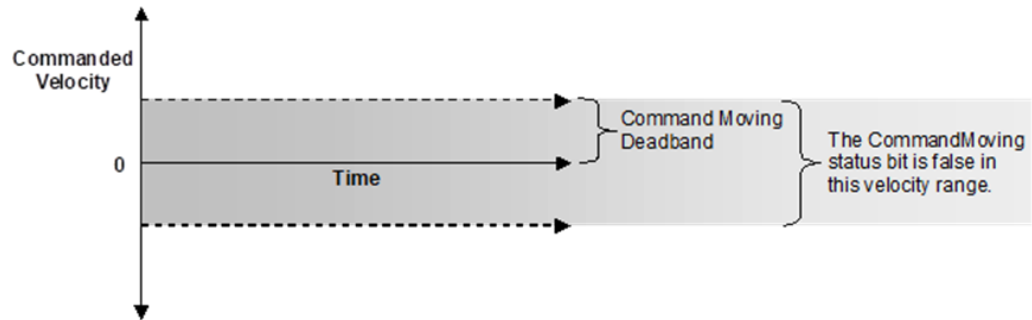 Commanded
Velocity
0
Time
Command Moving
Deadband
The CommandMoving
status bit is false in
this velocity range.